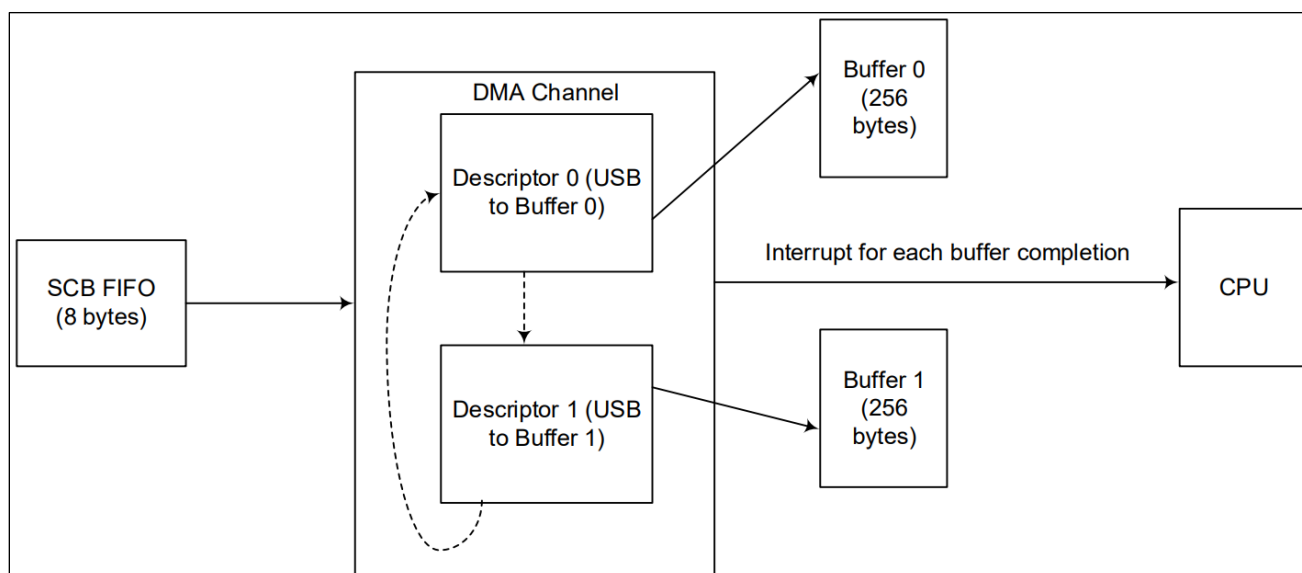 SCB FIFO
(8 bytes)
DMA Channel
Descriptor 0 (USB
to Buffer 0)
Descriptor 1 (USB
to Buffer 1)
Buffer 0
(256
bytes)
Interrupt for each buffer completion
Buffer 1
(256
bytes)
CPU